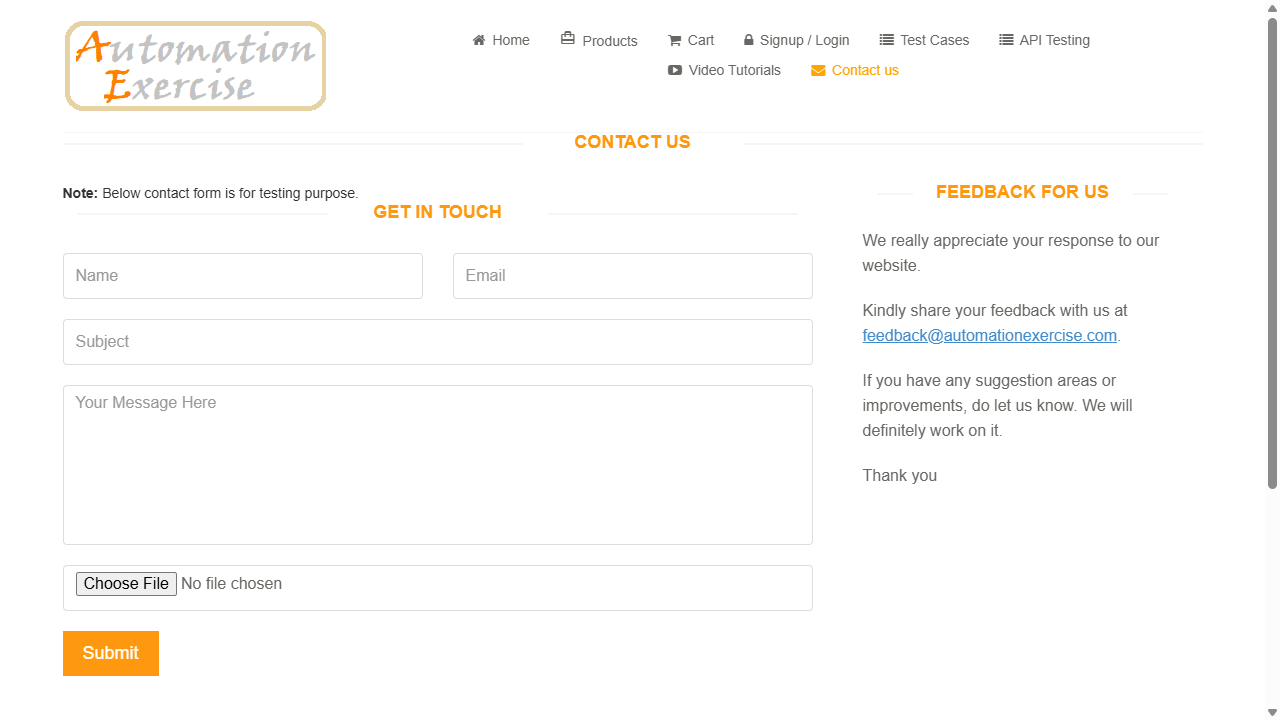 Automation
Exercise
Home
Products
Cart
Signup / Login
Test Cases
API Testing
Video Tutorials
Contact us
CONTACT US
Note: Below contact form is for testing purpose.
GET IN TOUCH
Name
Email
Subject
Your Message Here
Choose File No file chosen
Submit
FEEDBACK FOR US
We really appreciate your response to our
website.
Kindly share your feedback with us at
feedback@automationexercise.com.
If you have any suggestion areas or
improvements, do let us know. We will
definitely work on it.
Thank you